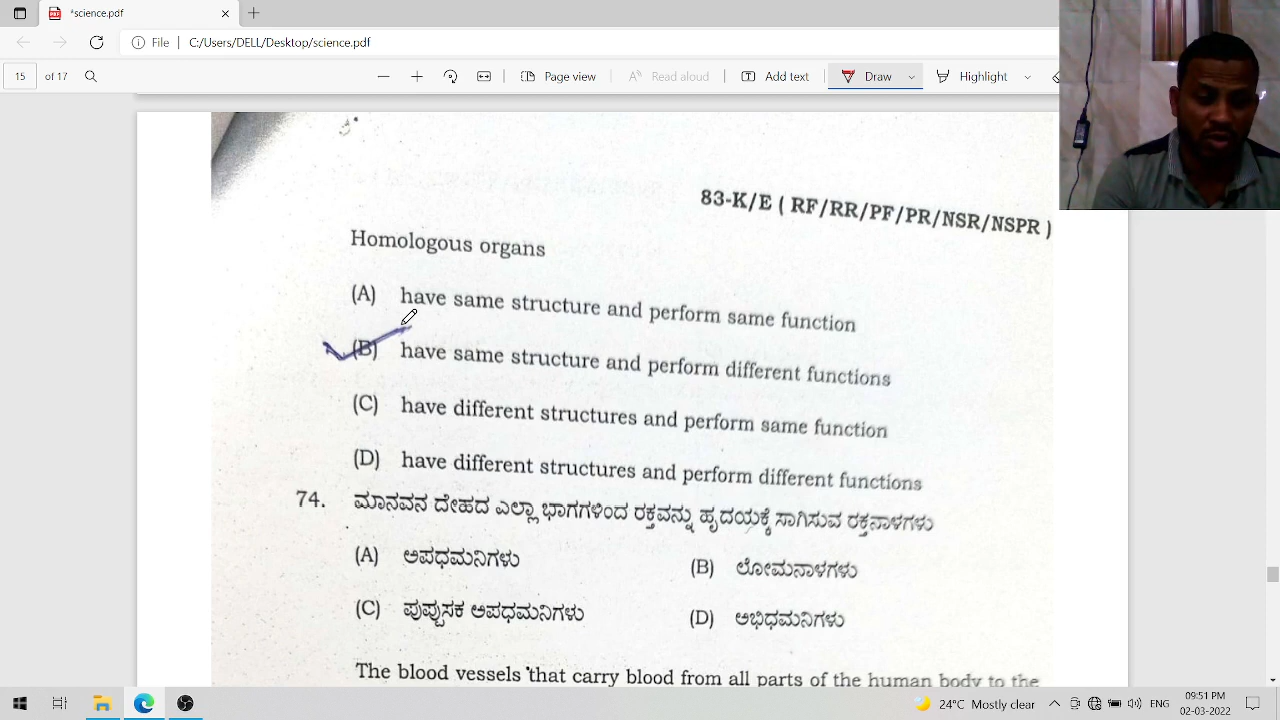 *science.pdf
File | C:/Users/DELL/Desktop/science.pdf
15 of 17 Page view Read aloud Add text Draw Highlight
83-K/E ( RF/RR/PF/PR/NSR/NSPR )
Homologous organs
(A) have same structure and perform same function
(B) have same structure and perform different functions
(C) have different structures and perform same function
(D) have different structures and perform different functions
74. ಮಾನವನ ದೇಹದ ಎಲ್ಲಾ ಭಾಗಗಳಿಂದ ರಕ್ತವನ್ನು ಹೃದಯಕ್ಕೆ ಸಾಗಿಸುವ ರಕ್ತನಾಳಗಳು
(A) ಅಪಧಮನಿಗಳು (B) ಲೋಮನಾಳಗಳು
(C) ಪುಪ್ಪುಸಕ ಅಪಧಮನಿಗಳು (D) ಅಭಿಧಮನಿಗಳು
The blood vessels that carry blood from all parts of the human body to the
24°C Mostly clear ENG 09:51 PM
02-03-2022